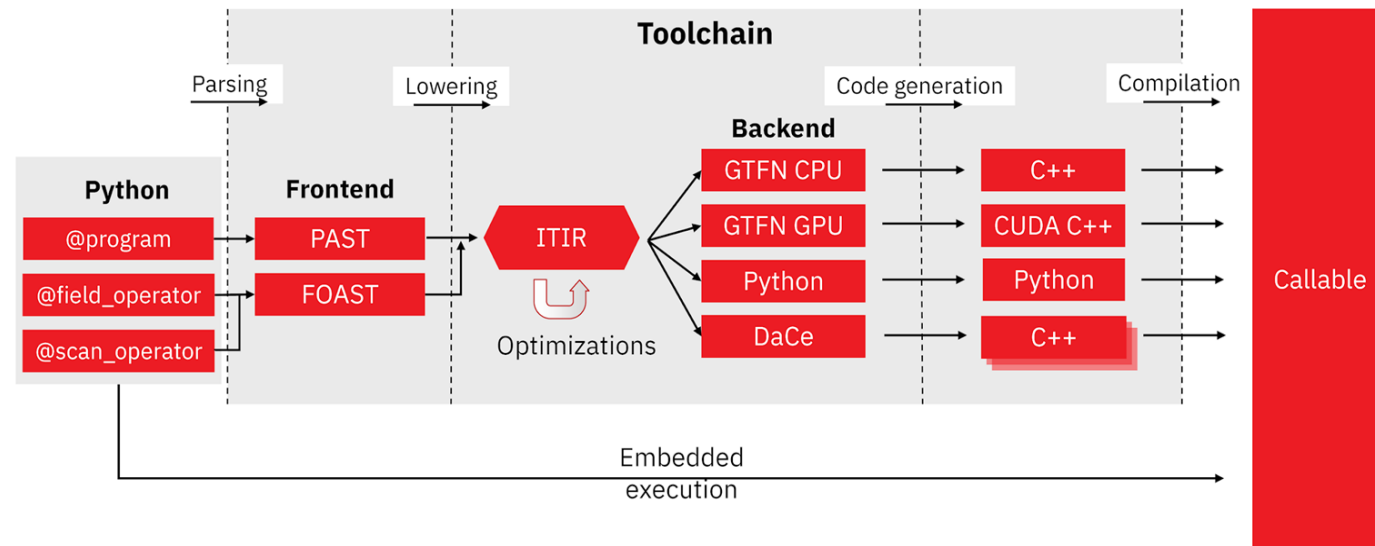 Toolchain
Parsing
Lowering
Code generation
Compilation
Python
@program
@field_operator
@scan_operator
Frontend
PAST
FOAST
ITIR
Optimizations
Backend
GTFN CPU
GTFN GPU
Python
DaCe
C++
CUDA C++
Python
C++
Callable
Embedded
execution